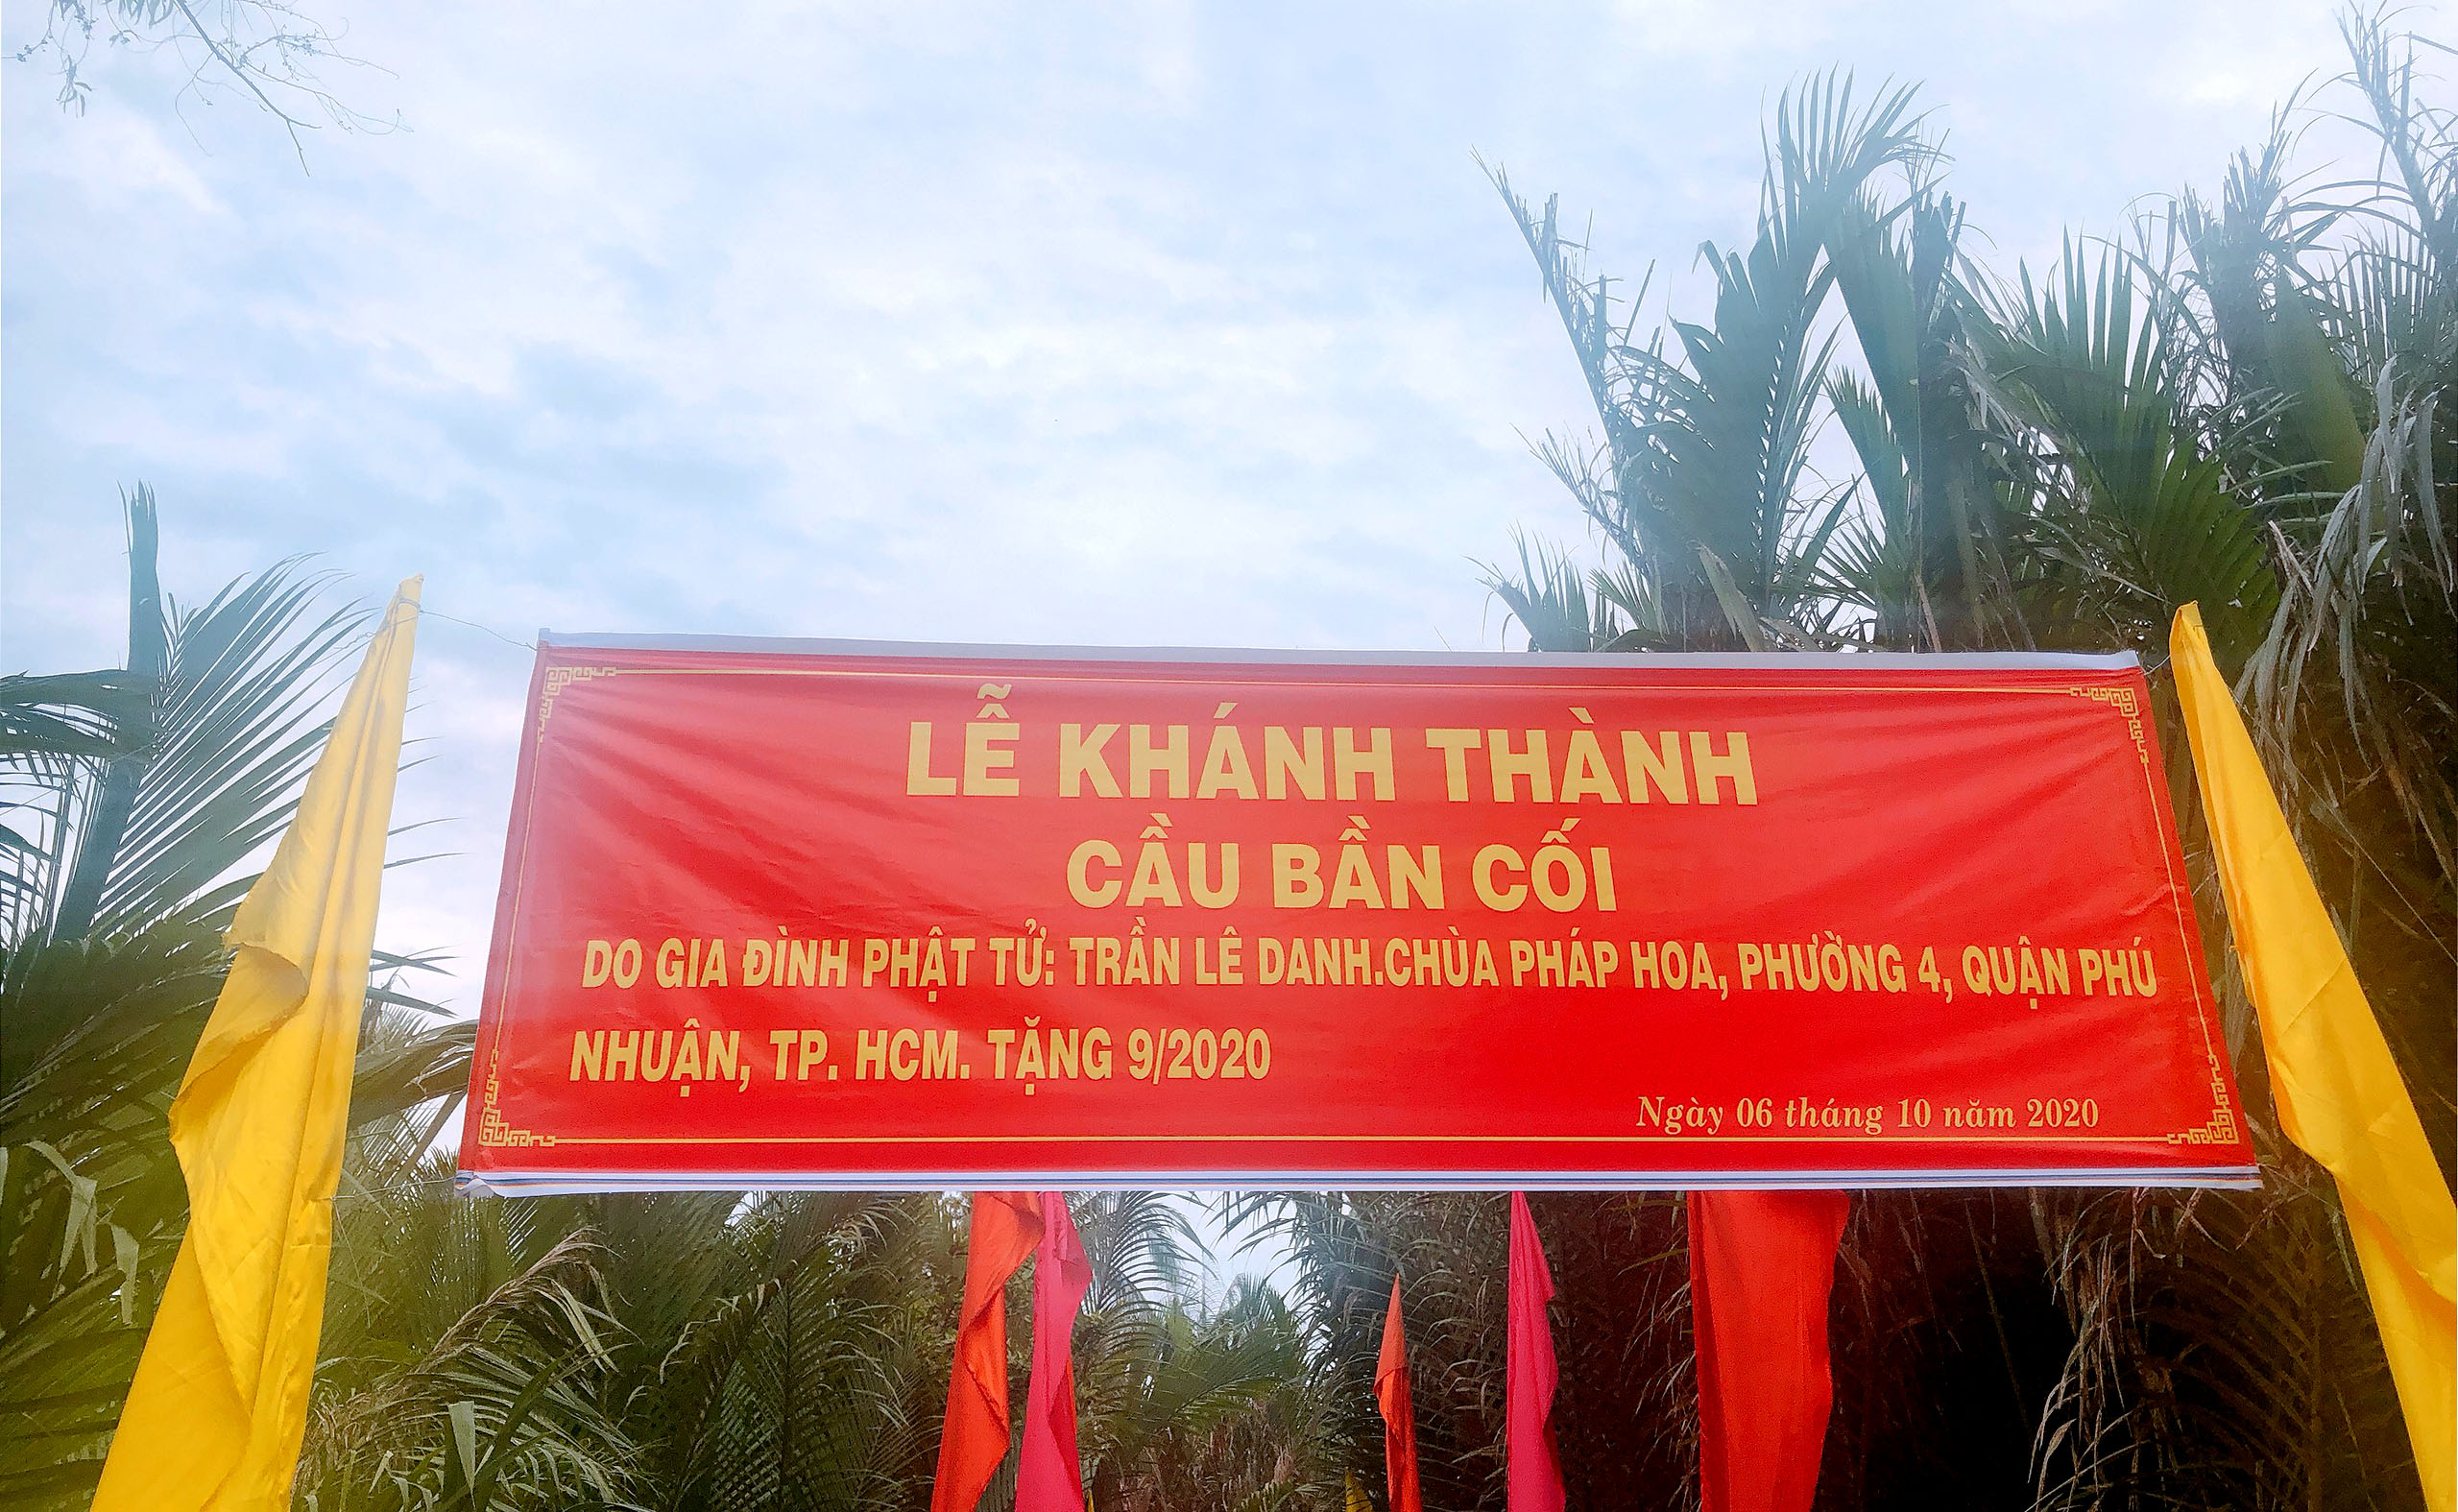 LỄ KHÁNH THÀNH
CẦU BẦN CỐI
DO GIA ĐÌNH PHẬT TỬ: TRẦN LÊ DANH.CHÙA PHÁP HOA, PHƯỜNG 4, QUẬN PHÚ
NHUẬN, TP. HCM. TẶNG 9/2020
Ngày 06 tháng 10 năm 2020